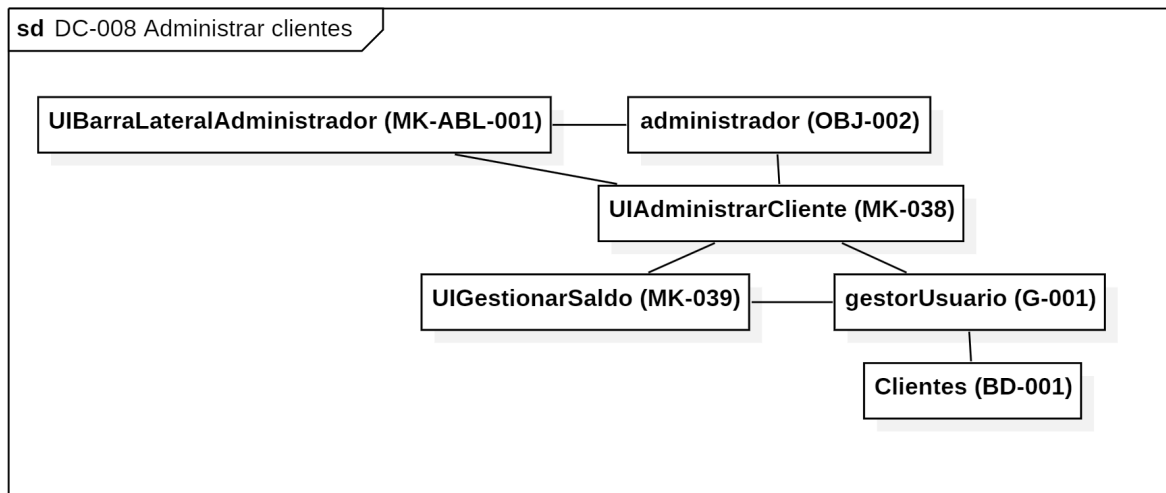 sd DC-008 Administrar clientes
UIBarraLateralAdministrador (MK-ABL-001)
administrador (OBJ-002)
UIAdministrarCliente (MK-038)
UIGestionarSaldo (MK-039)
gestorUsuario (G-001)
Clientes (BD-001)